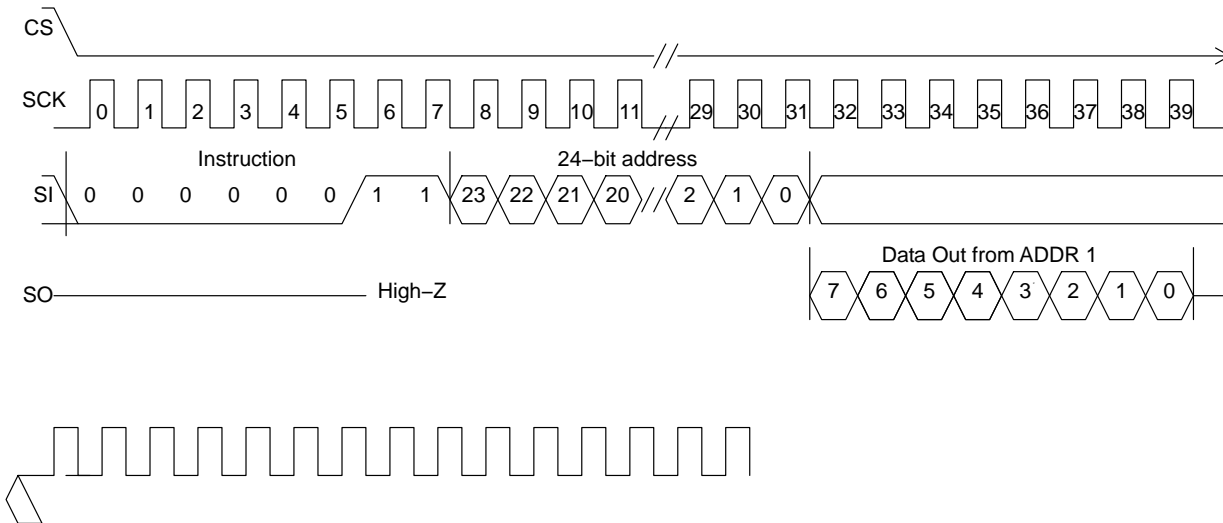 CS
SCK 0 1 2 3 4 5 6 7 8 9 10 11 29 30 31 32 33 34 35 36 37 38 39
Instruction 24−bit address
SI 0 0 0 0 0 0 1 1 23 22 21 20 2 1 0
Data Out from ADDR 1
SO High−Z 7 6 5 4 3 2 1 0